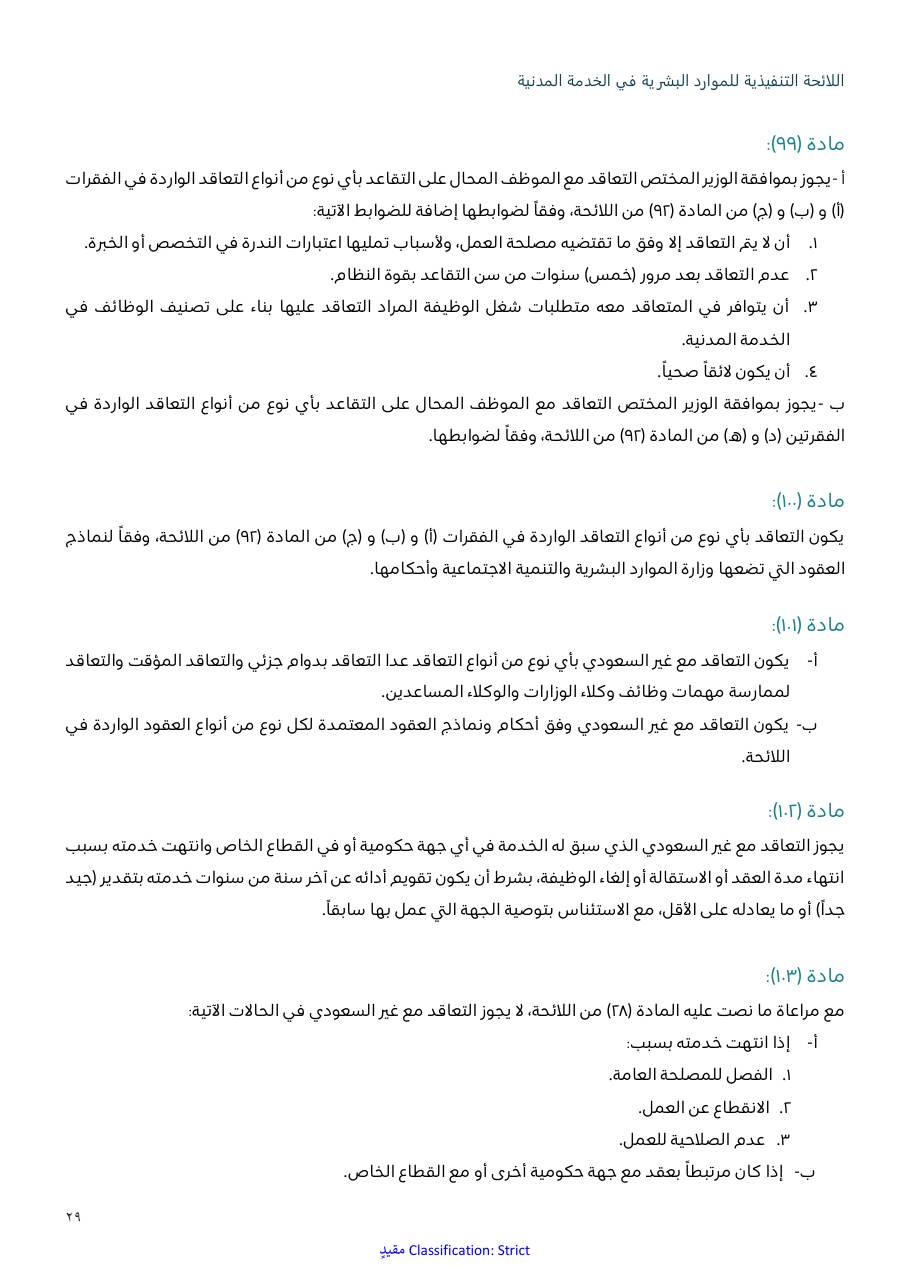 اللائحة التنفيذية للموارد البشرية في الخدمة المدنية
مادة (٩٩):
أ - يجوز بموافقة الوزير المختص التعاقد مع الموظف المحال على التقاعد بأي نوع من أنواع التعاقد الواردة في الفقرات
(أ) و (ب) و (ج) من المادة (٩٢) من اللائحة، وفقاً لضوابطها إضافة للضوابط الآتية:
١. أن لا يتم التعاقد إلا وفق ما تقتضيه مصلحة العمل، ولأسباب تمليها اعتبارات الندرة في التخصص أو الخبرة.
٢. عدم التعاقد بعد مرور (خمس) سنوات من سن التقاعد بقوة النظام.
٣. أن يتوافر في المتعاقد معه متطلبات شغل الوظيفة المراد التعاقد عليها بناء على تصنيف الوظائف في
الخدمة المدنية.
٤. أن يكون لائقاً صحياً.
ب - يجوز بموافقة الوزير المختص التعاقد مع الموظف المحال على التقاعد بأي نوع من أنواع التعاقد الواردة في
الفقرتين (د) و (هـ) من المادة (٩٢) من اللائحة، وفقاً لضوابطها.
مادة (١٠٠):
يكون التعاقد بأي نوع من أنواع التعاقد الواردة في الفقرات (أ) و (ب) و (ج) من المادة (٩٢) من اللائحة، وفقاً لنماذج
العقود التي تضعها وزارة الموارد البشرية والتنمية الاجتماعية وأحكامها.
مادة (١٠١):
أ- يكون التعاقد مع غير السعودي بأي نوع من أنواع التعاقد عدا التعاقد بدوام جزئي والتعاقد المؤقت والتعاقد
لممارسة مهمات وظائف وكلاء الوزارات والوكلاء المساعدين.
ب- يكون التعاقد مع غير السعودي وفق أحكام ونماذج العقود المعتمدة لكل نوع من أنواع العقود الواردة في
اللائحة.
مادة (١٠٢):
يجوز التعاقد مع غير السعودي الذي سبق له الخدمة في أي جهة حكومية أو في القطاع الخاص وانتهت خدمته بسبب
انتهاء مدة العقد أو الاستقالة أو إلغاء الوظيفة، بشرط أن يكون تقويم أدائه عن آخر سنة من سنوات خدمته بتقدير (جيد
جداً) أو ما يعادله على الأقل، مع الاستئناس بتوصية الجهة التي عمل بها سابقاً.
مادة (١٠٣):
مع مراعاة ما نصت عليه المادة (٢٨) من اللائحة، لا يجوز التعاقد مع غير السعودي في الحالات الآتية:
أ- إذا انتهت خدمته بسبب:
١. الفصل للمصلحة العامة.
٢. الانقطاع عن العمل.
٣. عدم الصلاحية للعمل.
ب- إذا كان مرتبطاً بعقد مع جهة حكومية أخرى أو مع القطاع الخاص.
٢٩
Classification: Strict مقيد